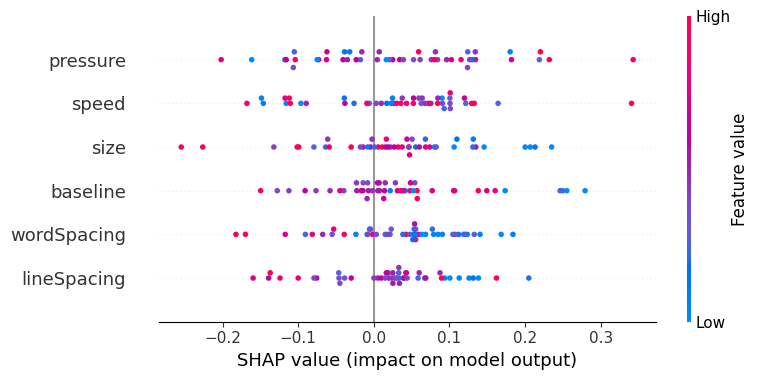 High
pressure
speed
size
baseline
wordSpacing
lineSpacing
Feature value
Low
−0.2 −0.1 0.0 0.1 0.2 0.3
SHAP value (impact on model output)